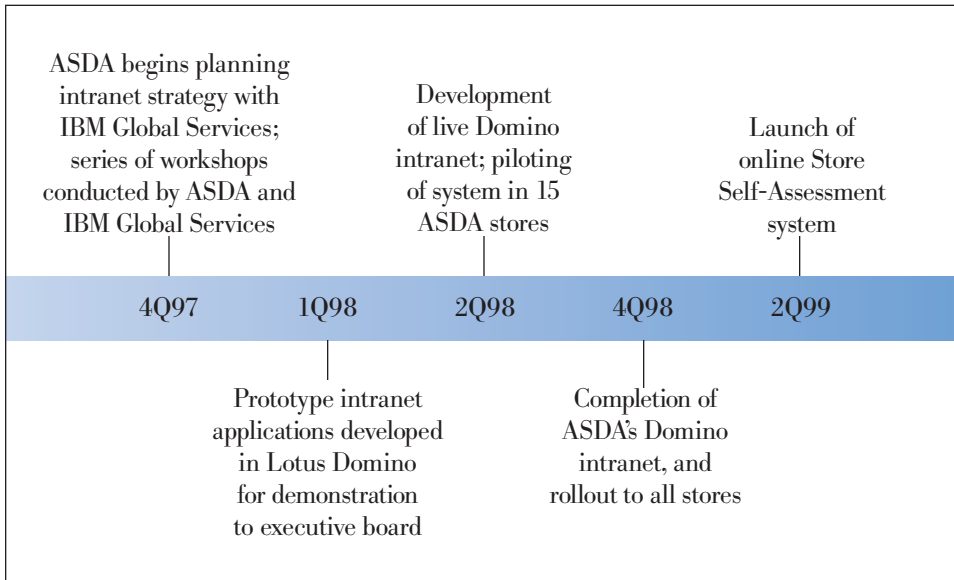 ASDA begins planning
intranet strategy with
IBM Global Services;
series of workshops
conducted by ASDA and
IBM Global Services
Development
of live Domino
intranet; piloting
of system in 15
ASDA stores
Launch of
online Store
Self-Assessment
system
4Q97 1Q98 2Q98 4Q98 2Q99
Prototype intranet
applications developed
in Lotus Domino
for demonstration
to executive board
Completion of
ASDA's Domino
intranet, and
rollout to all stores